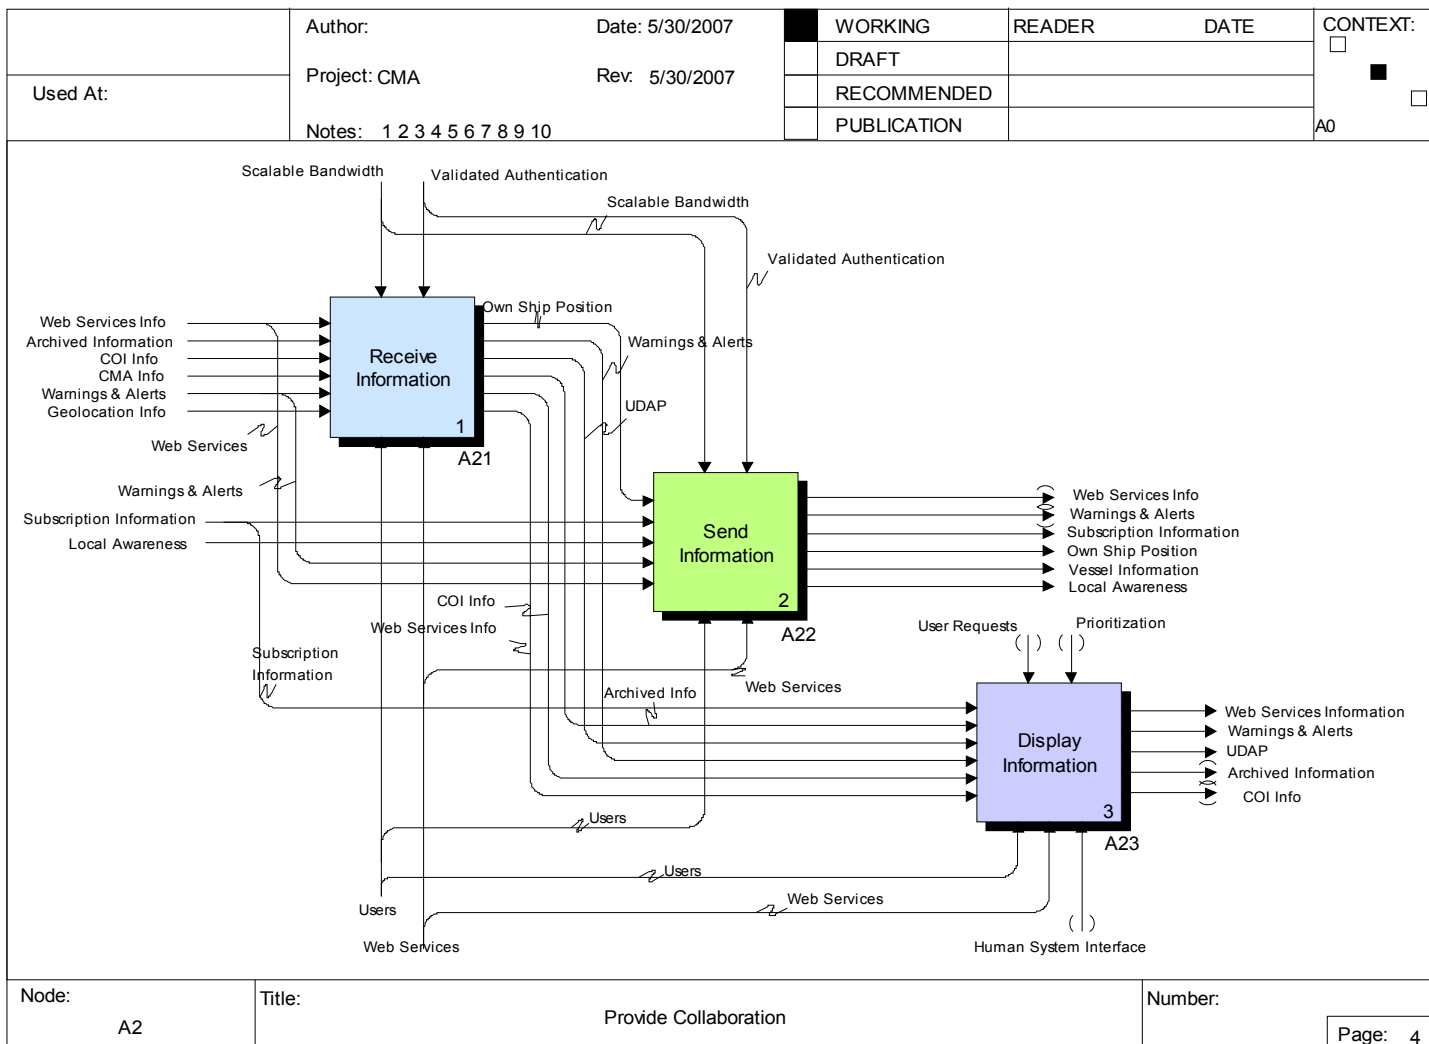 Used At:
Author:
Date: 5/30/2007
Project: CMA
Rev: 5/30/2007
Notes: 1 2 3 4 5 6 7 8 9 10
WORKING
DRAFT
RECOMMENDED
PUBLICATION
READER
DATE
CONTEXT:
A0
Scalable Bandwidth
Validated Authentication
Scalable Bandwidth
Validated Authentication
Own Ship Position
Web Services Info
Archived Information
COI Info
CMA Info
Warnings & Alerts
Geolocation Info
Receive
Information
1
A21
Warnings & Alerts
UDAP
Web Services
Warnings & Alerts
Subscription Information
Local Awareness
Send
Information
2
A22
Web Services Info
Warnings & Alerts
Subscription Information
Own Ship Position
Vessel Information
Local Awareness
COI Info
Web Services Info
User Requests
Prioritization
Subscription
Information
Web Services
Archived Info
Display
Information
3
A23
Web Services Information
Warnings & Alerts
UDAP
Archived Information
COI Info
Users
Users
Web Services
Users
Web Services
Human System Interface
Node:
A2
Title:
Provide Collaboration
Number:
Page: 4